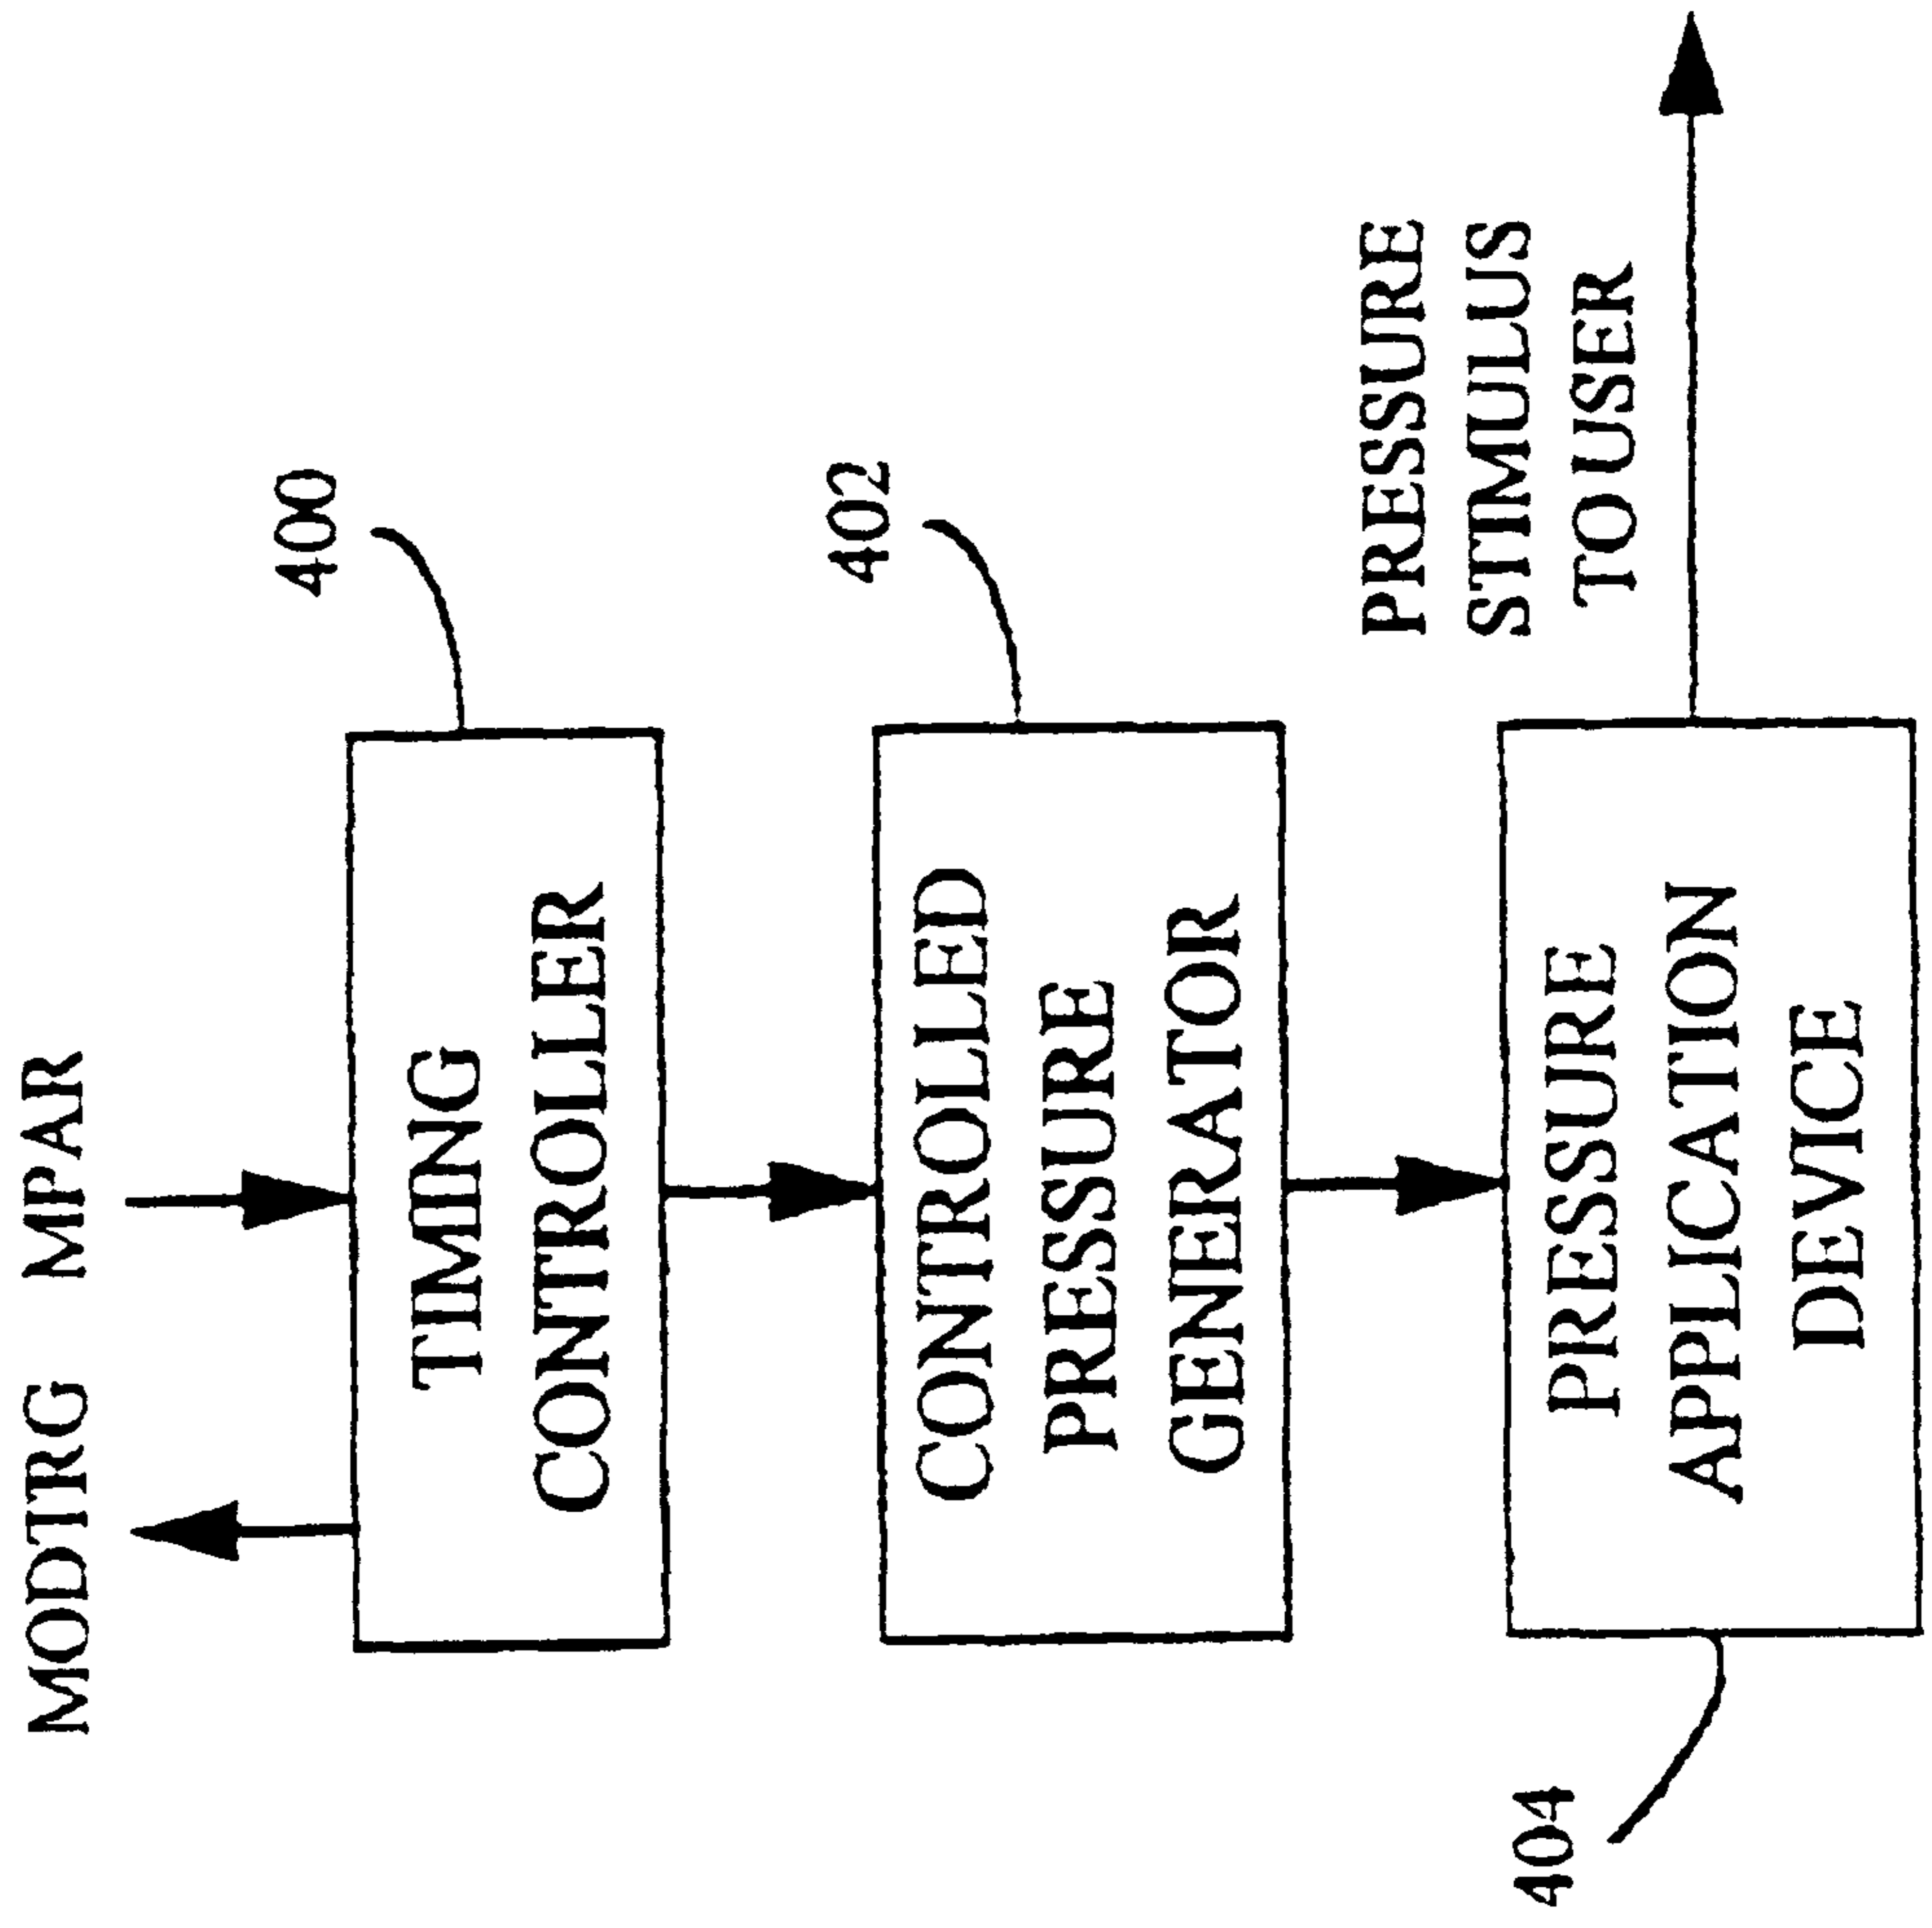 MODTRG
MPAR
400
TIMING
CONTROLLER
402
CONTROLLED
PRESSURE
GENERATOR
404
PRESSURE
APPLICATION
DEVICE
PRESSURE
STIMULUS
TO USER